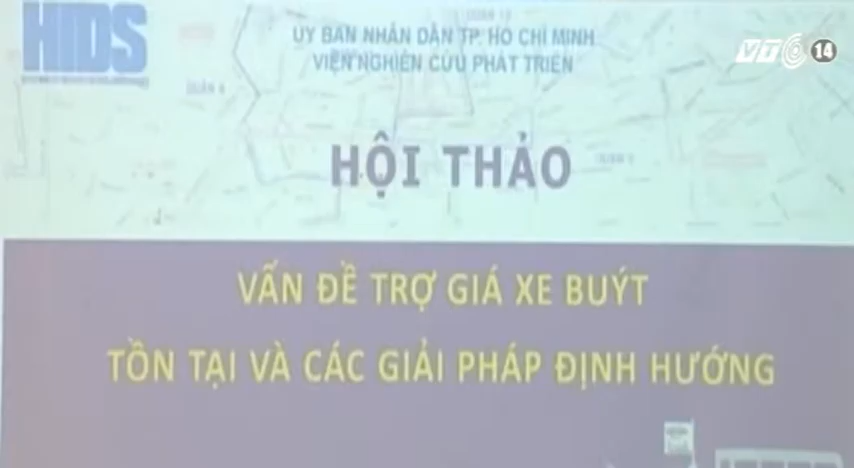 HIDS
ỦY BAN NHÂN DÂN TP. HỒ CHÍ MINH
VIỆN NGHIÊN CỨU PHÁT TRIỂN
VTC 14
HỘI THẢO
VẤN ĐỀ TRỢ GIÁ XE BUÝT
TỒN TẠI VÀ CÁC GIẢI PHÁP ĐỊNH HƯỚNG